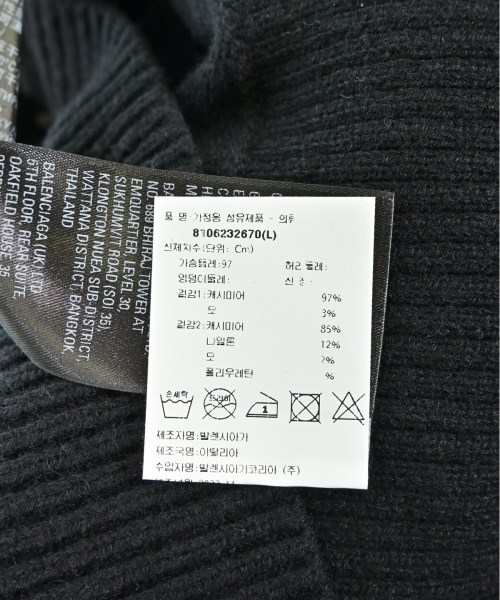 품 명:가정용 섬유제품 - 의류
8106232670(L)
신체치수(단위: Cm)
가슴둘레:97 허리둘레:
엉덩이둘레: 신 장:
겉감1:캐시미어 97%
모 3%
겉감2:캐시미어 85%
나일론 12%
모 2%
폴리우레탄 %
손세탁
드라이
1
제조자명:발렌시아가
제조국명:이탈리아
수입자명:발렌시아가코리아 (주)
NO. 689 BHIRAJ TOWER AT
EMQUARTIER, LEVEL 30,
SUKHUMVIT ROAD (SOI 35),
KLONGTON NUEA SUB-DISTRICT,
WATTANA DISTRICT, BANGKOK,
THAILAND
BALENCIAGA (UK) LTD
6TH FLOOR, REAR SUITE,
OAKFIELD HOUSE, 35